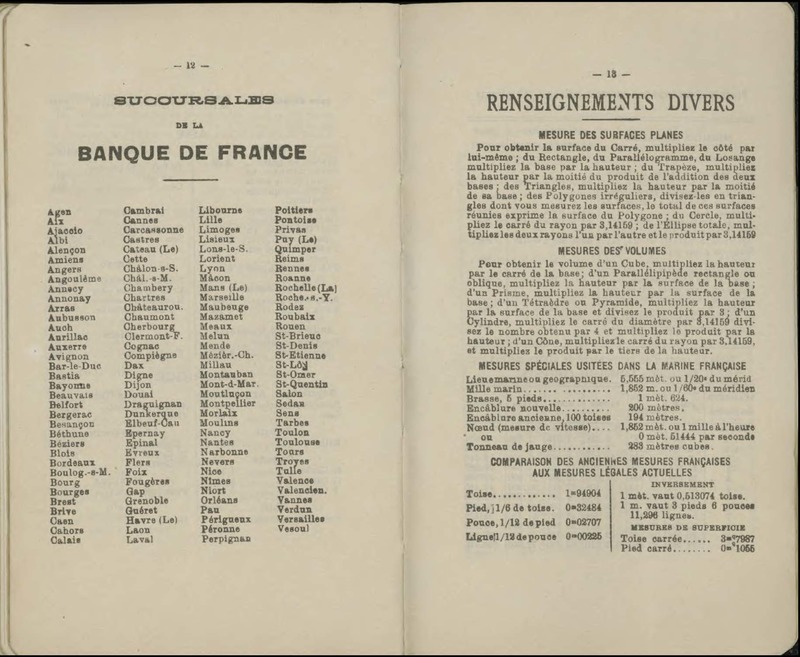 — 12 —
SUCCURSALES
DE LA
BANQUE DE FRANCE
Agen
Aix
Ajaccio
Albi
Alençon
Amiens
Angers
Angoulême
Annecy
Annonay
Arras
Aubusson
Auch
Aurillac
Auxerre
Avignon
Bar-le-Duc
Bastia
Bayonne
Beauvais
Belfort
Bergerac
Besançon
Béthune
Béziers
Blois
Bordeaux
Boulog.-s-M.
Bourg
Bourges
Brest
Brive
Caen
Cahors
Calais
Cambrai
Cannes
Carcassonne
Castres
Cateau (Le)
Cette
Châlon-s-S.
Châl.-s-M.
Chambery
Chartres
Châteaurou.
Chaumont
Cherbourg
Clermont-F.
Cognac
Compiègne
Dax
Digne
Dijon
Douai
Draguignan
Dunkerque
Elbeuf-Cau
Epernay
Epinal
Evreux
Flers
Foix
Fougères
Gap
Grenoble
Guéret
Havre (Le)
Laon
Laval
Libourne
Lille
Limoges
Lisieux
Lons-le-S.
Lorient
Lyon
Mâcon
Mans (Le)
Marseille
Maubeuge
Mazamet
Meaux
Melun
Mende
Mézièr.-Ch.
Millau
Montauban
Mont-d-Mar.
Moutluçon
Montpellier
Morlaix
Moulins
Nancy
Nantes
Narbonne
Nevers
Nice
Nîmes
Niort
Orléans
Pau
Périgueux
Péronne
Perpignan
Poitiers
Pontoise
Privas
Puy (Le)
Quimper
Reims
Rennes
Roanne
Rochelle (La)
Roche-s.-Y.
Rodez
Roubaix
Rouen
St-Brieuc
St-Denis
St-Etienne
St-Lô
St-Omer
St-Quentin
Salon
Sedan
Sens
Tarbes
Toulon
Toulouse
Tours
Troyes
Tulle
Valence
Valencien.
Vannes
Verdun
Versailles
Vesoul
— 13 —
RENSEIGNEMENTS DIVERS
MESURE DES SURFACES PLANES
Pour obtenir la surface du Carré, multipliez le côté par
lui-même ; du Rectangle, du Parallélogramme, du Losange
multipliez la base par la hauteur ; du Trapèze, multipliez
la hauteur par la moitié du produit de l'addition des deux
bases ; des Triangles, multipliez la hauteur par la moitié
de sa base ; des Polygones irréguliers, divisez-les en trian-
gles dont vous mesurez les surfaces, le total de ces surfaces
réunies exprime la surface du Polygone ; du Cercle, multi-
pliez le carré du rayon par 3,14159 ; de l'Ellipse totale, mul-
tipliez les deux rayons l'un par l'autre et le produit par 3,14159
MESURES DES VOLUMES
Pour obtenir le volume d'un Cube, multipliez la hauteur
par le carré de la base ; d'un Parallélipipède rectangle ou
oblique, multipliez la hauteur par la surface de la base ;
d'un Prisme, multipliez la hauteur par la surface de la
base ; d'un Tétraèdre ou Pyramide, multipliez la hauteur
par la surface de la base et divisez le produit par 3 ; d'un
Cylindre, multipliez le carré du diamètre par 3,14159 divi-
sez le nombre obtenu par 4 et multipliez le produit par la
hauteur ; d'un Cône, multipliez le carré du rayon par 3,14159,
et multipliez le produit par le tiers de la hauteur.
MESURES SPÉCIALES USITÉES DANS LA MARINE FRANÇAISE
Lieue marine ou geographique. 5,555 mèt. ou 1/20e du mérid
Mille marin.................. 1,852 m. ou 1/60e du méridien
Brasse, 5 pieds.............. 1 mèt. 624.
Encâblure nouvelle.......... 200 mètres.
Encâblure ancienne, 100 toises 194 mètres.
Nœud (mesure de vitesse).... 1,852 mèt. ou 1 mille à l'heure
ou 0 mèt. 51444 par seconde
Tonneau de jauge............ 283 mètres cubes.
COMPARAISON DES ANCIENNES MESURES FRANÇAISES
AUX MESURES LÉGALES ACTUELLES
Toise............. 1m94904
Pied, 1/6 de toise. 0m32484
Pouce, 1/12 de pied 0m02707
Ligne 1/12 de pouce 0m00225
INVERSEMENT
1 mèt. vaut 0,513074 toise.
1 m. vaut 3 pieds 6 pouces
11,296 lignes.
MESURES DE SUPERFICIE
Toise carrée...... 3mq7987
Pied carré........ 0mq1055